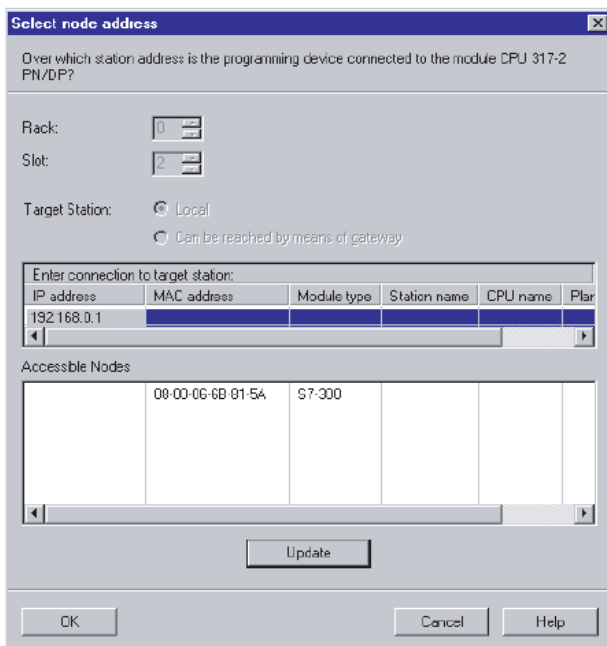 Select node address
Over which station address is the programming device connected to the module CPU 317-2
PN/DP?
Rack: 0
Slot: 2
Target Station: Local
Can be reached by means of gateway
Enter connection to target station:
IP address MAC address Module type Station name CPU name Plan
192.168.0.1
Accessible Nodes
08-00-06-6B-81-5A S7-300
Update
OK Cancel Help